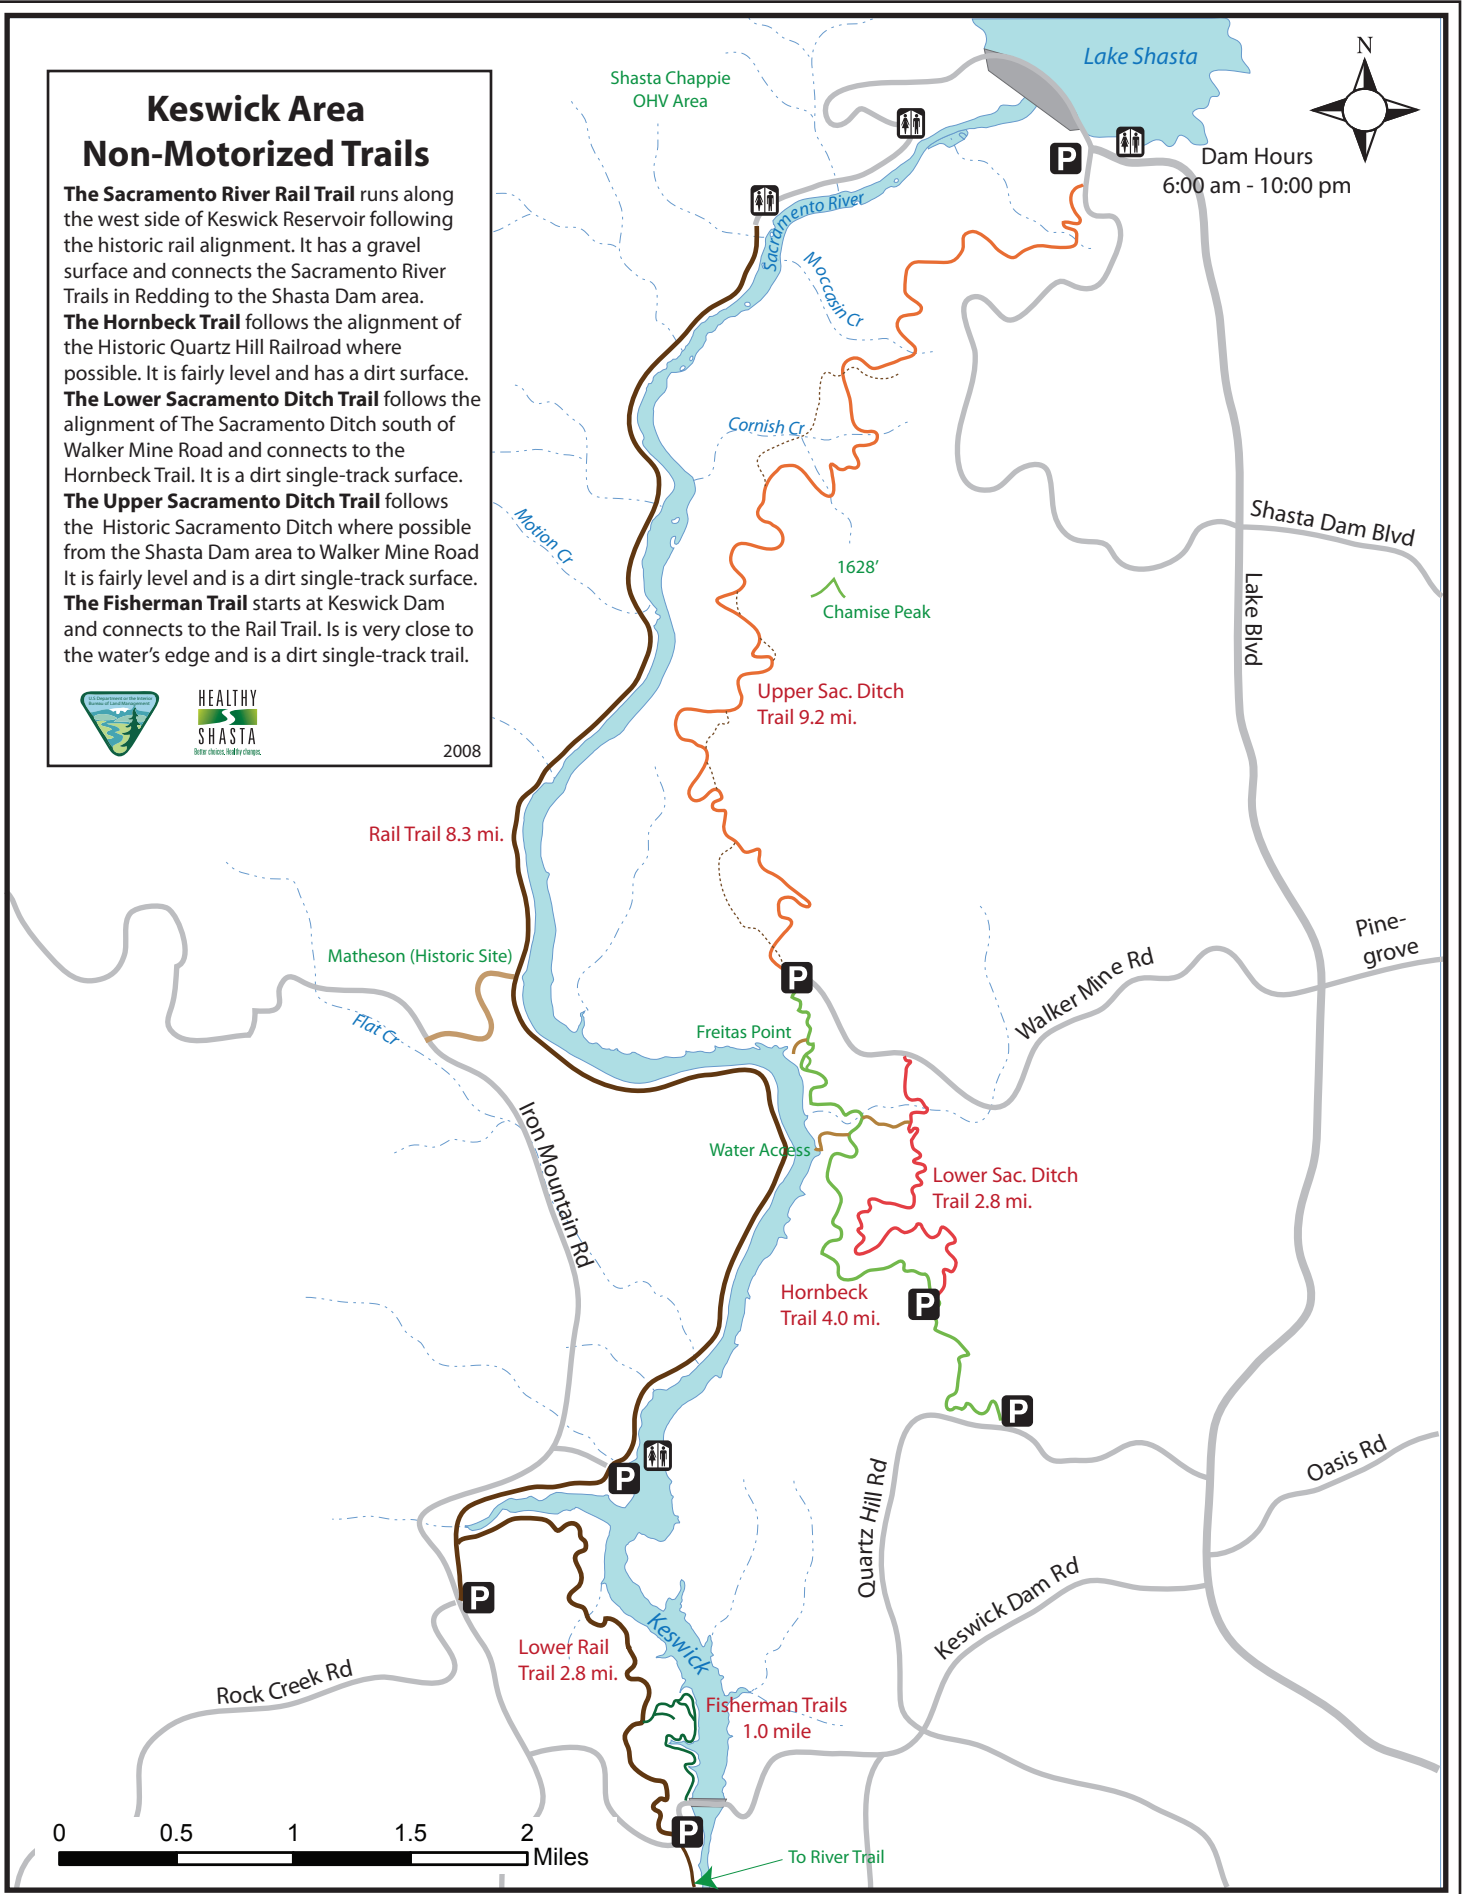 Keswick Area
Non-Motorized Trails
The Sacramento River Rail Trail runs along
the west side of Keswick Reservoir following
the historic rail alignment. It has a gravel
surface and connects the Sacramento River
Trails in Redding to the Shasta Dam area.
The Hornbeck Trail follows the alignment of
the Historic Quartz Hill Railroad where
possible. It is fairly level and has a dirt surface.
The Lower Sacramento Ditch Trail follows the
alignment of The Sacramento Ditch south of
Walker Mine Road and connects to the
Hornbeck Trail. It is a dirt single-track surface.
The Upper Sacramento Ditch Trail follows
the Historic Sacramento Ditch where possible
from the Shasta Dam area to Walker Mine Road
It is fairly level and is a dirt single-track surface.
The Fisherman Trail starts at Keswick Dam
and connects to the Rail Trail. Is is very close to
the water's edge and is a dirt single-track trail.
U.S. Department of the Interior
Bureau of Land Management
HEALTHY
SHASTA
Better choices. Healthy changes.
2008
Shasta Chappie
OHV Area
Lake Shasta
N
P
Dam Hours
6:00 am - 10:00 pm
Sacramento River
Moccasin Cr
Cornish Cr
Motion Cr
Shasta Dam Blvd
1628'
Chamise Peak
Lake Blvd
Upper Sac. Ditch
Trail 9.2 mi.
Rail Trail 8.3 mi.
Matheson (Historic Site)
Pine-
grove
P
Walker Mine Rd
Flat Cr
Freitas Point
Iron Mountain Rd
Water Access
Lower Sac. Ditch
Trail 2.8 mi.
Hornbeck
Trail 4.0 mi.
P
P
Oasis Rd
P
Quartz Hill Rd
Keswick Dam Rd
P
Keswick
Lower Rail
Trail 2.8 mi.
Rock Creek Rd
Fisherman Trails
1.0 mile
P
To River Trail
0 0.5 1 1.5 2
Miles